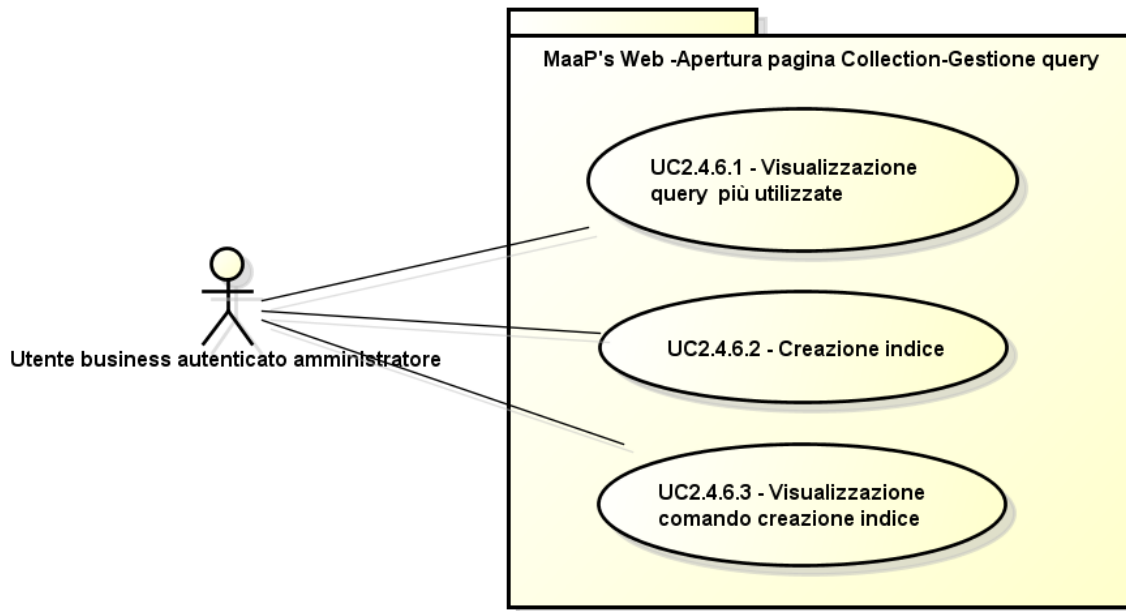 MaaP's Web -Apertura pagina Collection-Gestione query
UC2.4.6.1 - Visualizzazione
query più utilizzate
UC2.4.6.2 - Creazione indice
Utente business autenticato amministratore
UC2.4.6.3 - Visualizzazione
comando creazione indice